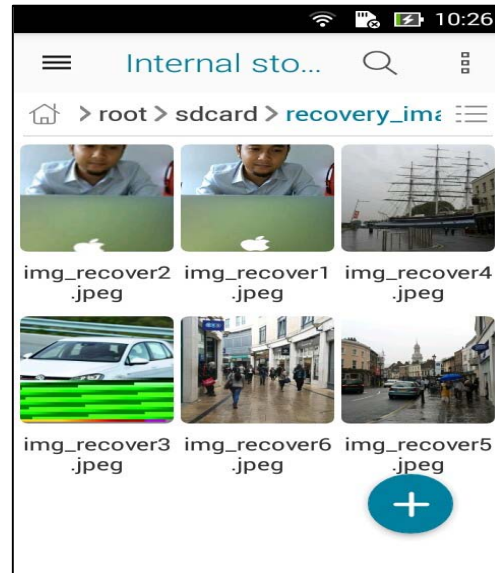 10:26
Internal sto...
> root > sdcard > recovery_ima
img_recover2
.jpeg
img_recover1
.jpeg
img_recover4
.jpeg
img_recover3
.jpeg
img_recover6
.jpeg
img_recover5
.jpeg